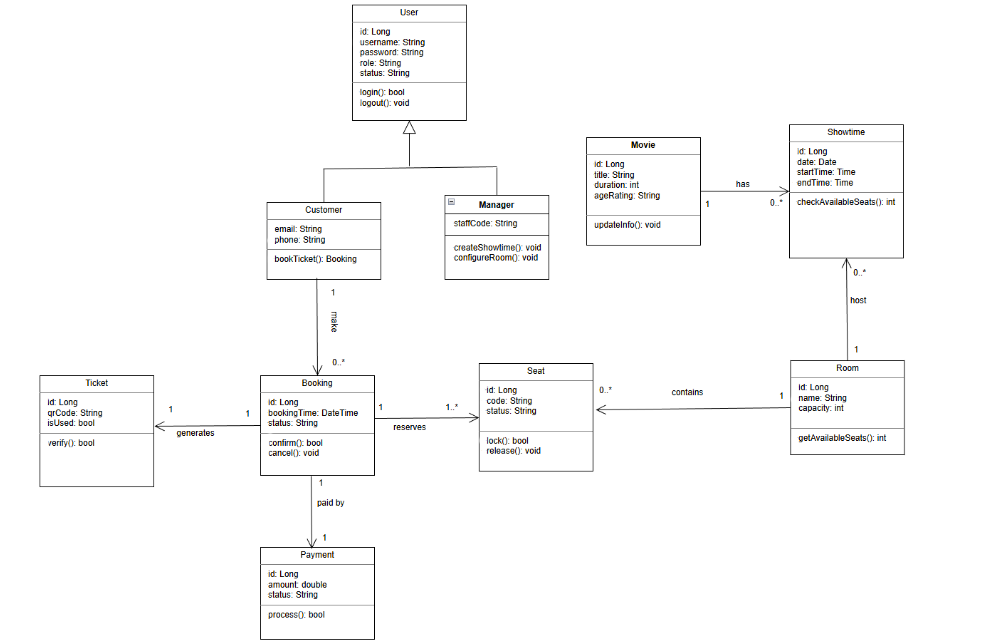 User
id: Long
username: String
password: String
role: String
status: String
login(): bool
logout(): void
Movie
id: Long
title: String
duration: int
ageRating: String
updateInfo(): void
has
1
0..*
Showtime
id: Long
date: Date
startTime: Time
endTime: Time
checkAvailableSeats(): int
Customer
email: String
phone: String
bookTicket(): Booking
Manager
staffCode: String
createShowtime(): void
configureRoom(): void
1
make
0..*
0..*
host
1
Ticket
id: Long
qrCode: String
isUsed: bool
verify(): bool
1
1
generates
Booking
id: Long
bookingTime: DateTime
status: String
confirm(): bool
cancel(): void
1
1..*
reserves
Seat
id: Long
code: String
status: String
lock(): bool
release(): void
0..*
contains
1
Room
id: Long
name: String
capacity: int
getAvailableSeats(): int
1
paid by
1
Payment
id: Long
amount: double
status: String
process(): bool